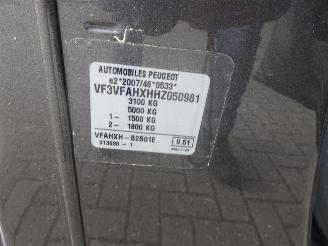 AUTOMOBILES PEUGEOT
e2*2007/46*0533*
VF3VFAHXHHZ050981
3100 KG
5000 KG
1- 1500 KG
2- 1800 KG
VFAHXH-B2B01E
313690-1
0.51